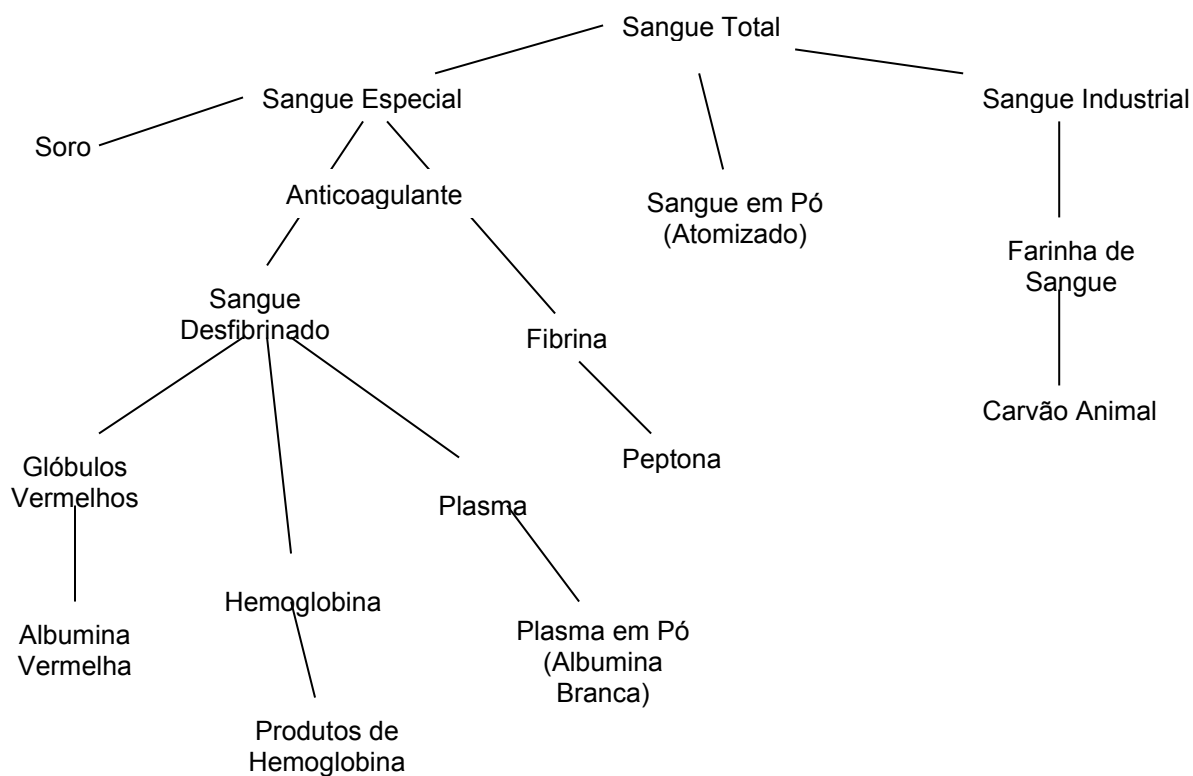 Sangue Total
Sangue Especial
Sangue Industrial
Soro
Anticoagulante
Sangue em Pó
(Atomizado)
Farinha de
Sangue
Sangue
Desfibrinado
Fibrina
Carvão Animal
Glóbulos
Vermelhos
Peptona
Plasma
Hemoglobina
Albumina
Vermelha
Plasma em Pó
(Albumina
Branca)
Produtos de
Hemoglobina